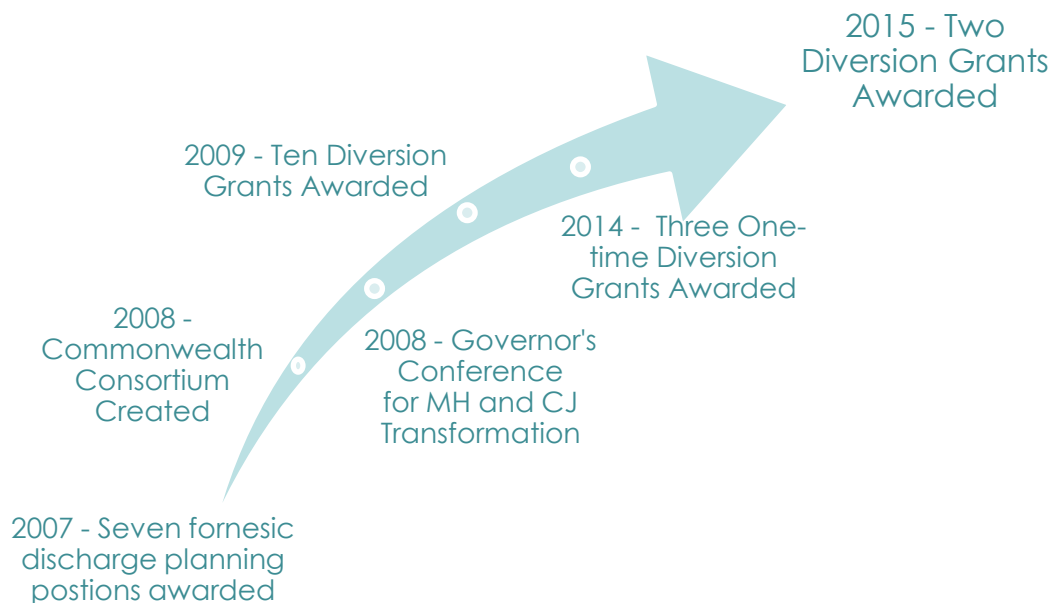 2015 - Two
Diversion Grants
Awarded
2009 - Ten Diversion
Grants Awarded
2014 -  Three One-
time Diversion
Grants Awarded
2008 -
Commonwealth
Consortium
Created
2008 - Governor's
Conference
for MH and CJ
Transformation
2007 - Seven fornesic
discharge planning
postions awarded